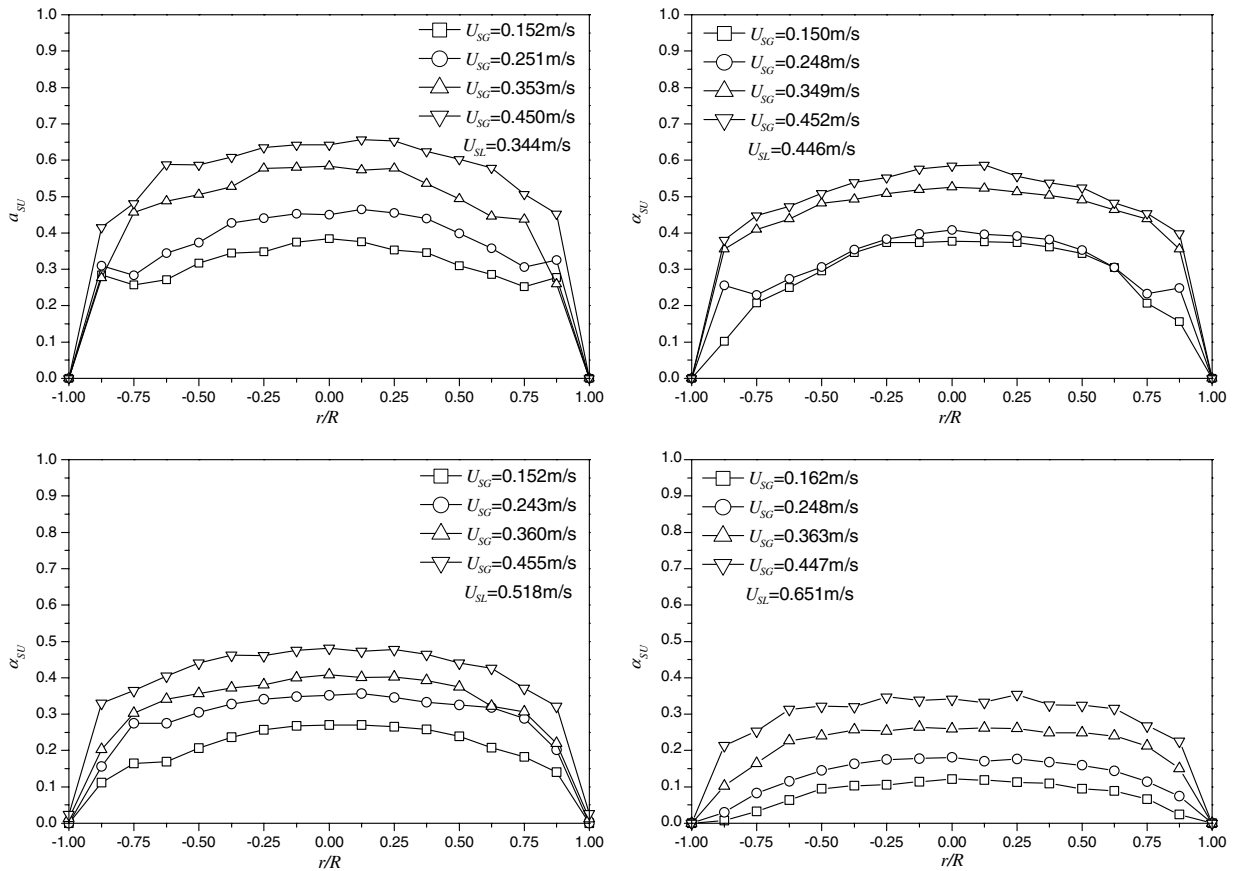 1.0
0.9
0.8
0.7
0.6
0.5
0.4
0.3
0.2
0.1
0.0
a_SU
U_SG=0.152m/s
U_SG=0.251m/s
U_SG=0.353m/s
U_SG=0.450m/s
U_SL=0.344m/s
-1.00 -0.75 -0.50 -0.25 0.00 0.25 0.50 0.75 1.00
r/R
1.0
0.9
0.8
0.7
0.6
0.5
0.4
0.3
0.2
0.1
0.0
α_SU
U_SG=0.150m/s
U_SG=0.248m/s
U_SG=0.349m/s
U_SG=0.452m/s
U_SL=0.446m/s
-1.00 -0.75 -0.50 -0.25 0.00 0.25 0.50 0.75 1.00
r/R
1.0
0.9
0.8
0.7
0.6
0.5
0.4
0.3
0.2
0.1
0.0
α_SU
U_SG=0.152m/s
U_SG=0.243m/s
U_SG=0.360m/s
U_SG=0.455m/s
U_SL=0.518m/s
-1.00 -0.75 -0.50 -0.25 0.00 0.25 0.50 0.75 1.00
r/R
1.0
0.9
0.8
0.7
0.6
0.5
0.4
0.3
0.2
0.1
0.0
α_SU
U_SG=0.162m/s
U_SG=0.248m/s
U_SG=0.363m/s
U_SG=0.447m/s
U_SL=0.651m/s
-1.00 -0.75 -0.50 -0.25 0.00 0.25 0.50 0.75 1.00
r/R